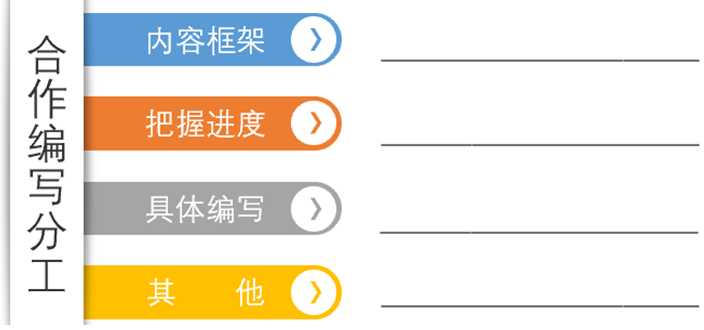 合作编写分工
内容框架
把握进度
具体编写
其 他